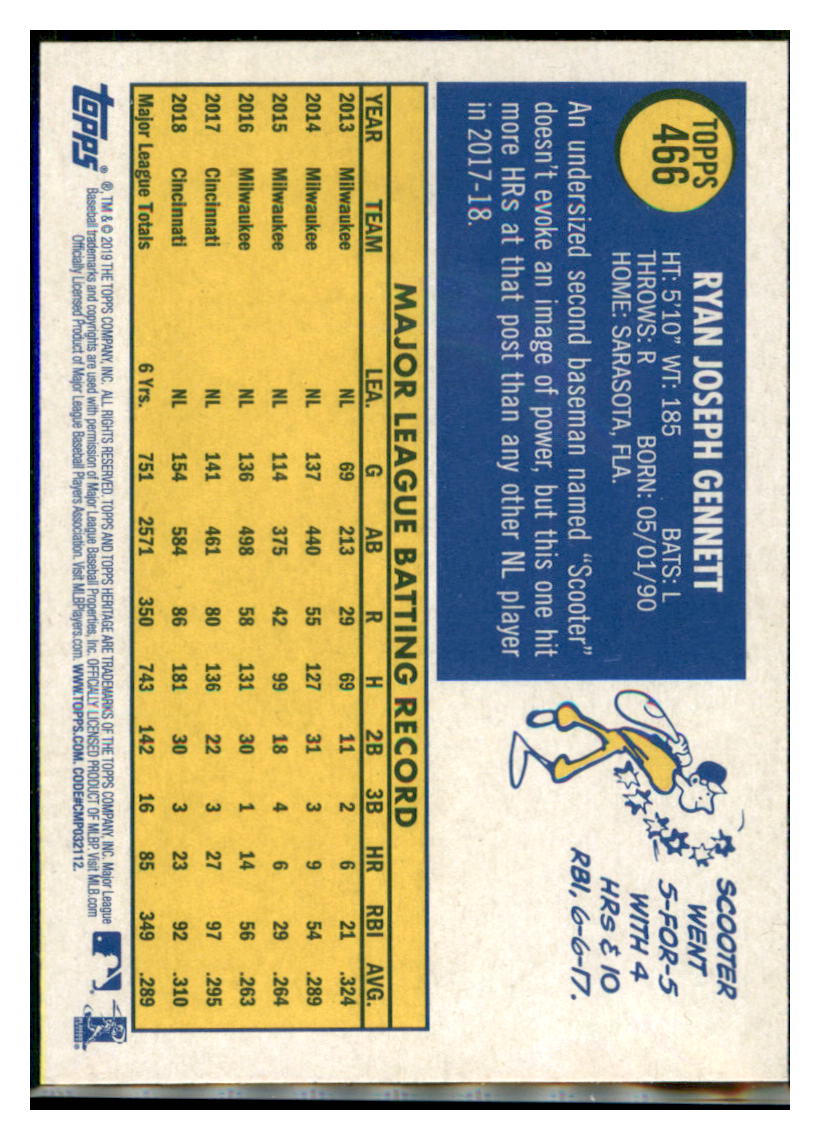 TOPPS
466
RYAN JOSEPH GENNETT
HT: 5'10" WT: 185 BATS: L
THROWS: R BORN: 05/01/90
HOME: SARASOTA, FLA.
An undersized second baseman named “Scooter”
doesn't evoke an image of power, but this one hit
more HRs at that post than any other NL player
in 2017-18.
SCOOTER
WENT
5-FOR-5
WITH 4
HRs & 10
RBI, 6-6-17.
MAJOR LEAGUE BATTING RECORD
YEAR TEAM LEA. G AB R H 2B 3B HR RBI AVG.
2013 Milwaukee NL 69 213 29 69 11 2 6 21 .324
2014 Milwaukee NL 137 440 55 127 31 3 9 54 .289
2015 Milwaukee NL 114 375 42 99 18 4 6 29 .264
2016 Milwaukee NL 136 498 58 131 30 1 14 56 .263
2017 Cincinnati NL 141 461 80 136 22 3 27 97 .295
2018 Cincinnati NL 154 584 86 181 30 3 23 92 .310
Major League Totals 6 Yrs. 751 2571 350 743 142 16 85 349 .289
topps®
®, TM & © 2019 THE TOPPS COMPANY, INC. ALL RIGHTS RESERVED. TOPPS AND TOPPS HERITAGE ARE TRADEMARKS OF THE TOPPS COMPANY, INC. Major League
Baseball trademarks and copyrights are used with permission of Major League Baseball Properties, Inc. OFFICIALLY LICENSED PRODUCT OF MLBP Visit MLB.com
Officially Licensed Product of Major League Baseball Players Association. Visit MLBPlayers.com. WWW.TOPPS.COM. CODE#CMP032112.